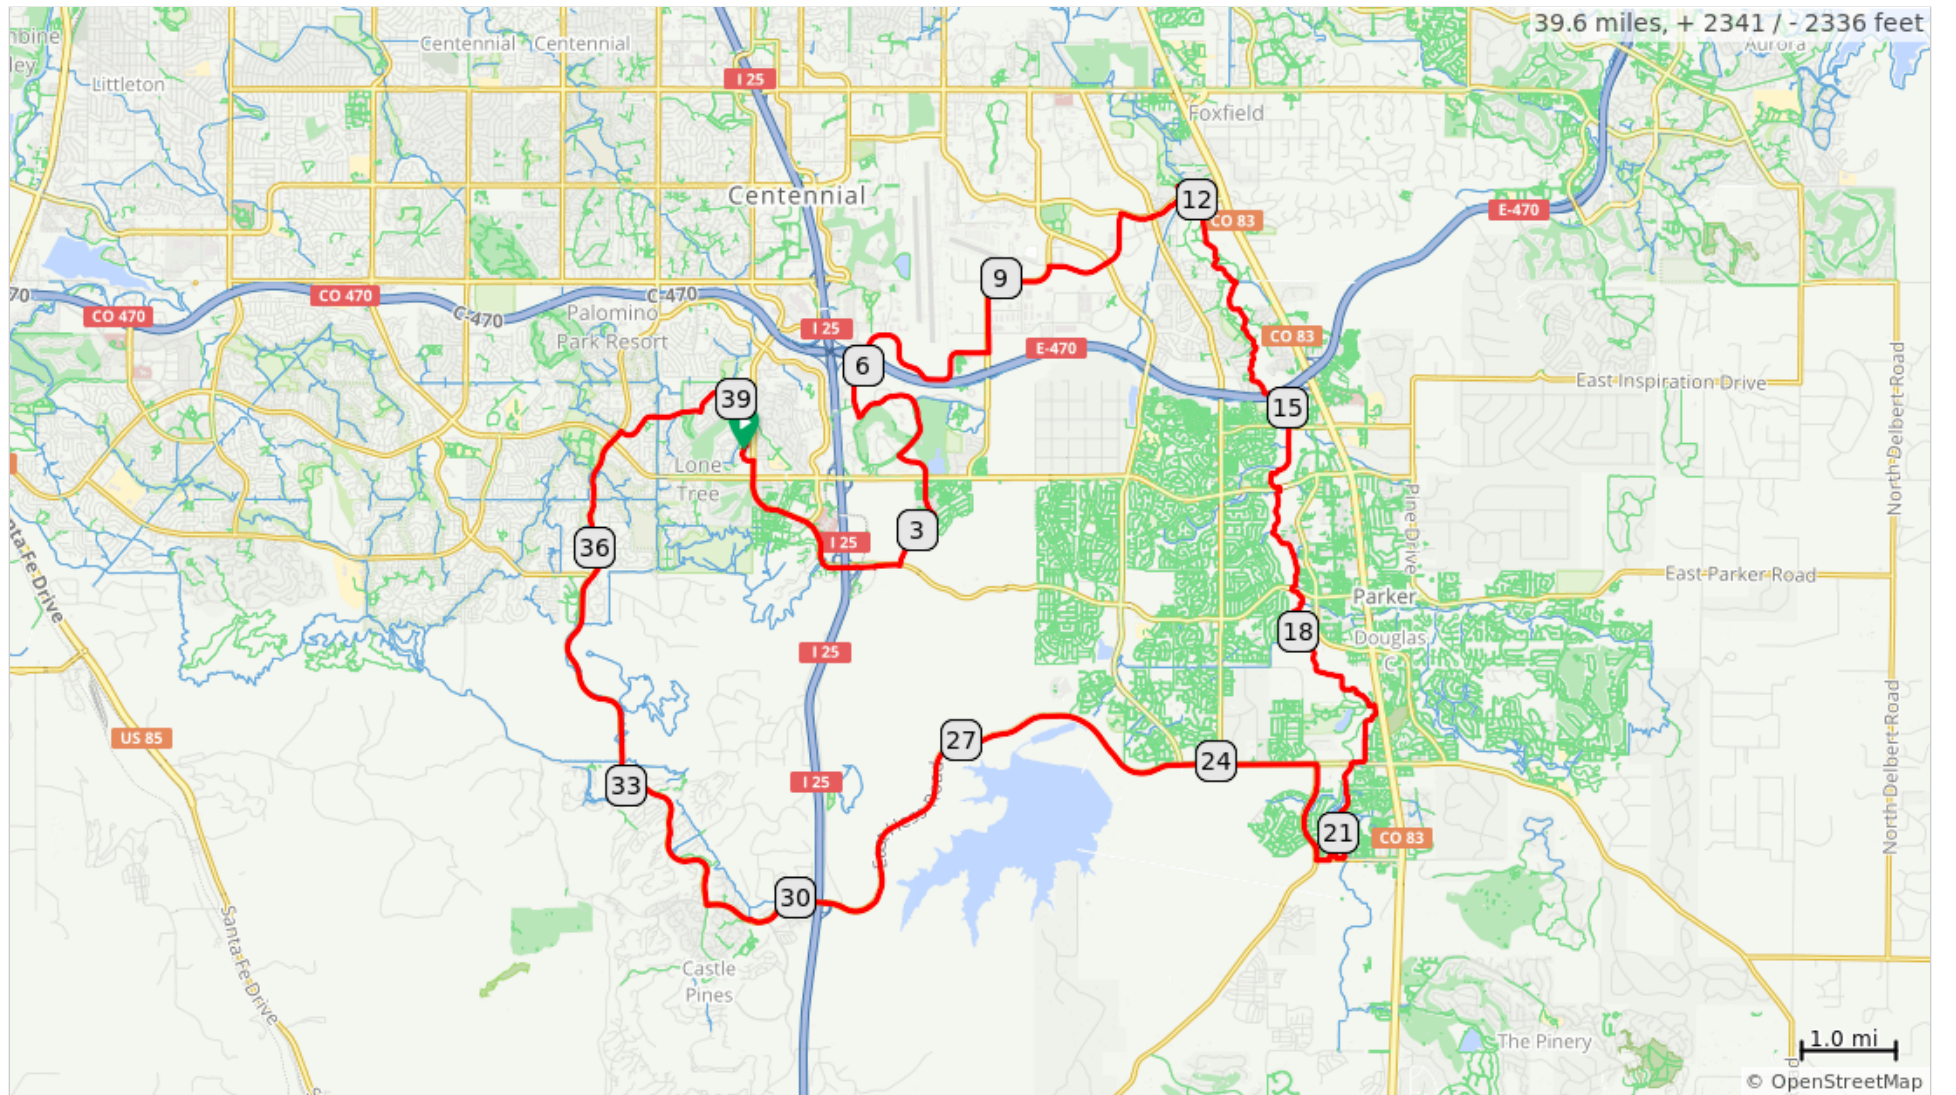 39.6 miles, + 2341 / - 2336 feet
Aurora
Centennial
Centennial
Littleton
I 25
Foxfield
Centennial
12
CO 83
E-470
9
CO 470
C-470
CO 470
C-470
Palomino
Park Resort
I 25
CO 83
E-470
6
East Inspiration Drive
39
15
North Delbert Road
Lone
Tree
3
I 25
Pine Drive
36
East Parker Road
Parker
18
Douglas
I 25
US 85
27
24
North Delbert Road
33
I 25
21
CO 83
30
Santa Fe Drive
Castle
Pines
The Pinery
1.0 mi
© OpenStreetMap